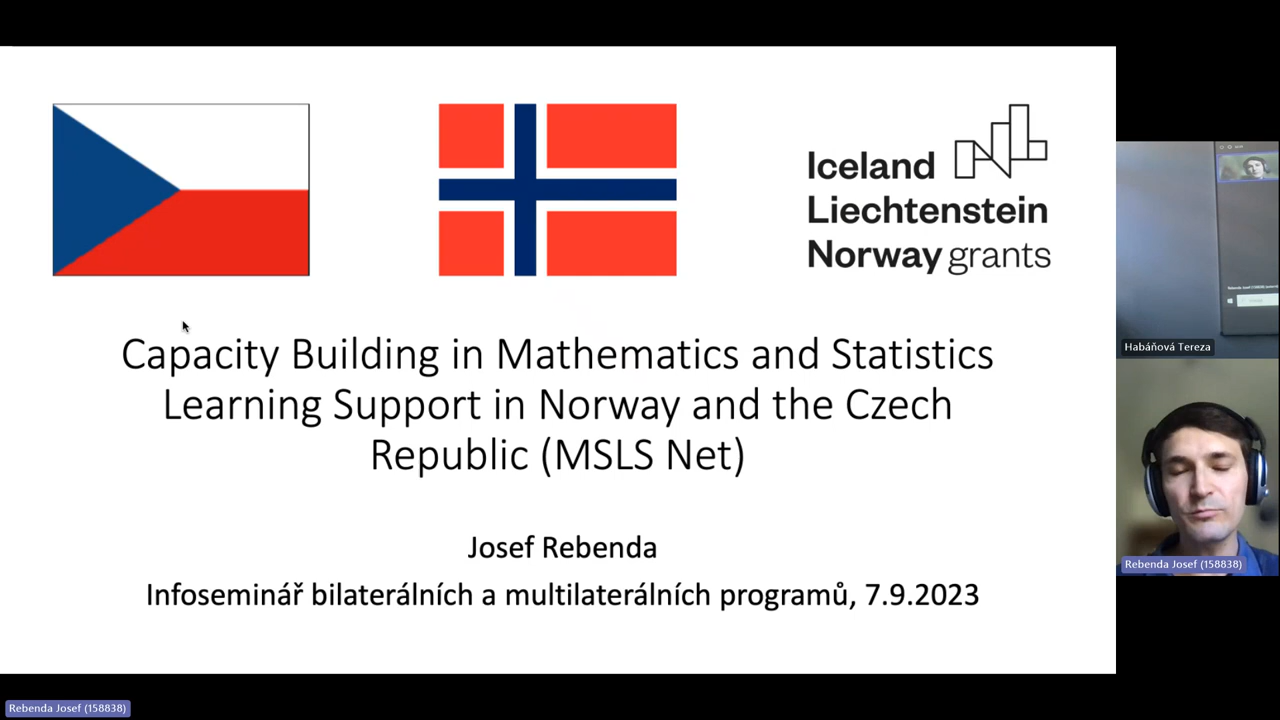 Iceland
Liechtenstein
Norway grants
Capacity Building in Mathematics and Statistics
Learning Support in Norway and the Czech
Republic (MSLS Net)
Josef Rebenda
Infoseminář bilaterálních a multilaterálních programů, 7.9.2023
Habáňová Tereza
Rebenda Josef (158838)
Rebenda Josef (158838)